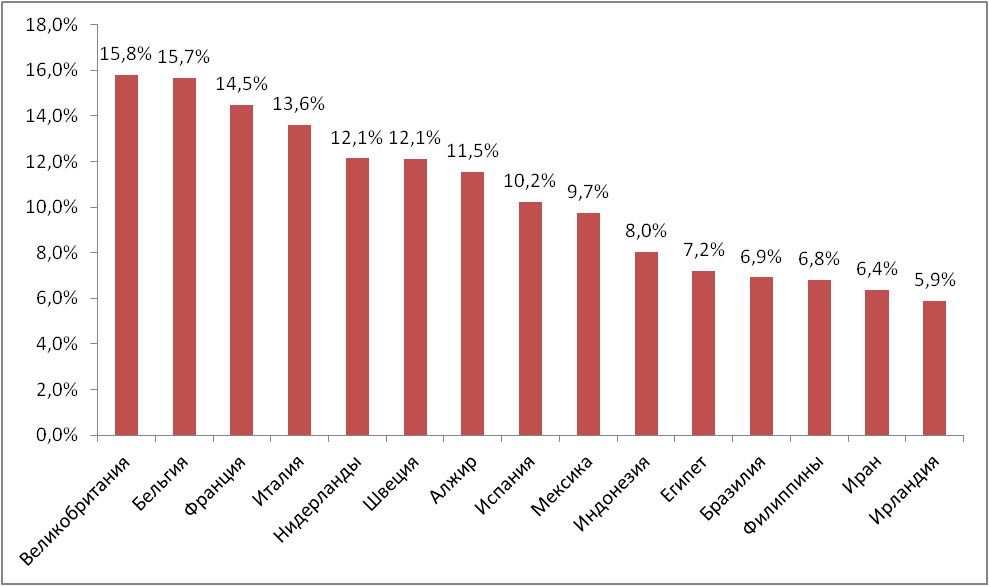 18,0%
16,0%
14,0%
12,0%
10,0%
8,0%
6,0%
4,0%
2,0%
0,0%
15,8%
15,7%
14,5%
13,6%
12,1%
12,1%
11,5%
10,2%
9,7%
8,0%
7,2%
6,9%
6,8%
6,4%
5,9%
Великобритания
Бельгия
Франция
Италия
Нидерланды
Швеция
Алжир
Испания
Мексика
Индонезия
Египет
Бразилия
Филиппины
Иран
Ирландия